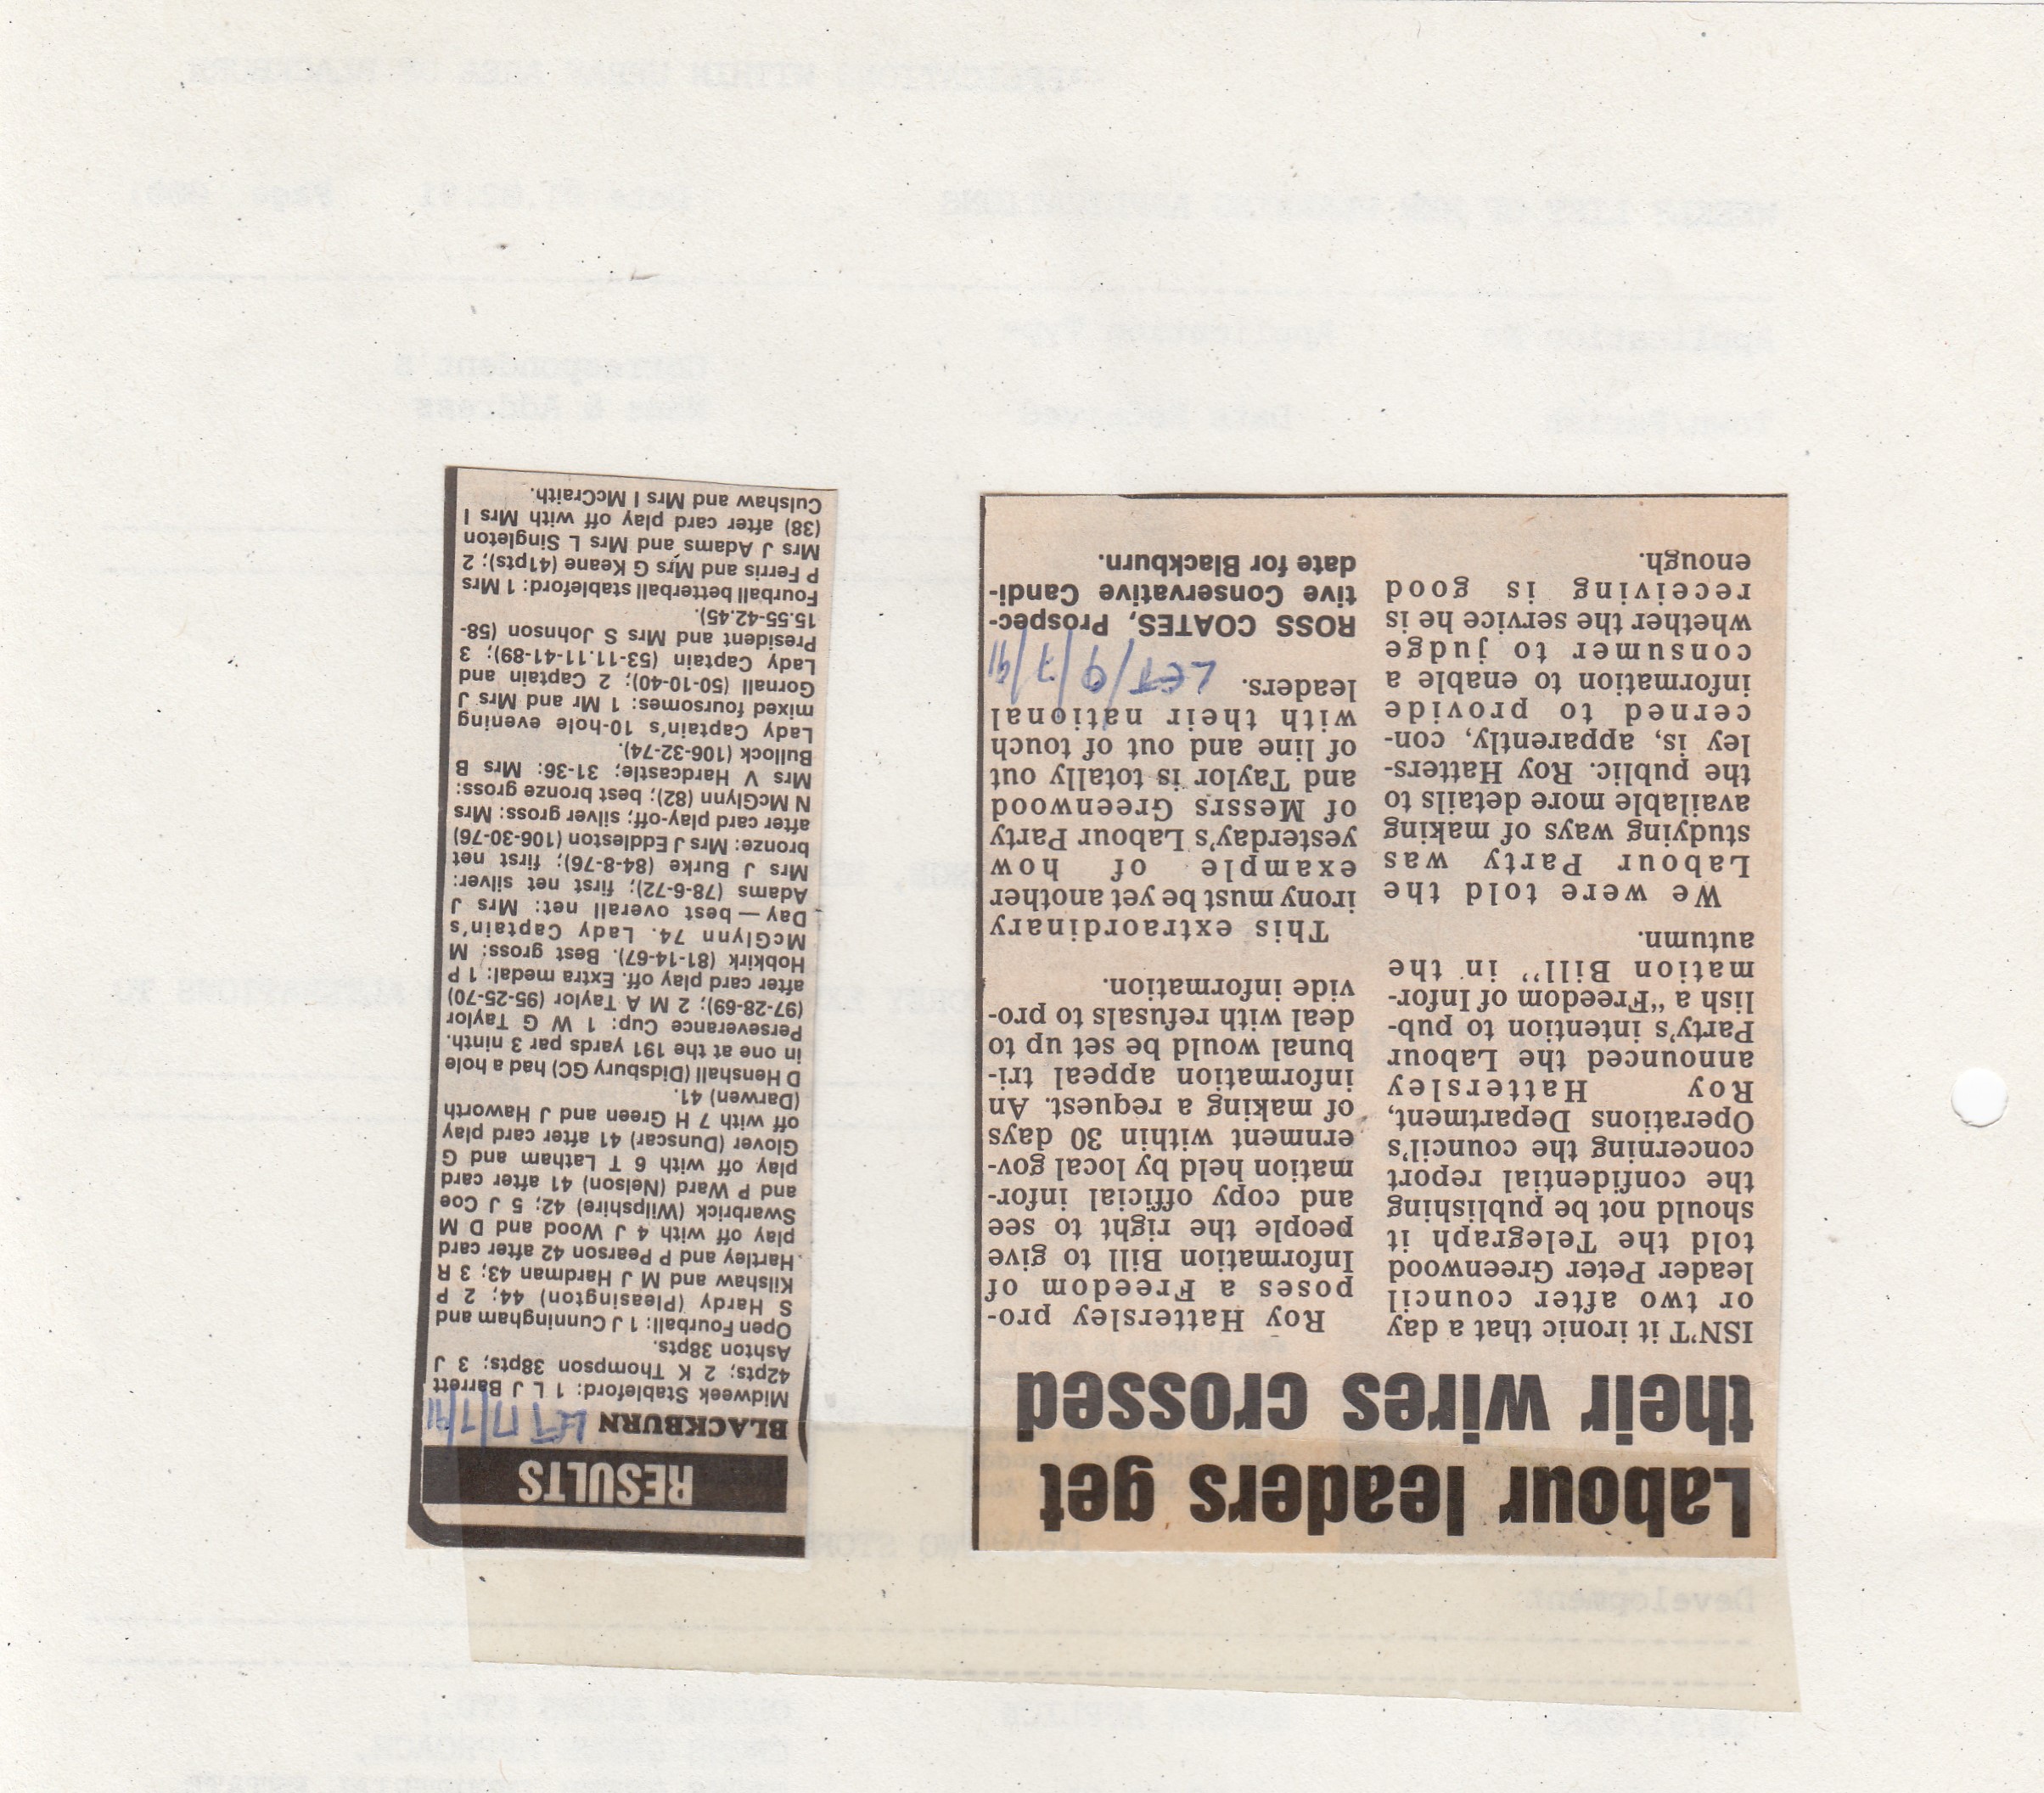 Labour leaders get
their wires crossed
ISN'T it ironic that a day
or two after council
leader Peter Greenwood
told the Telegraph it
should not be publishing
the confidential report
concerning the council's
Operations Department,
Roy Hattersley
announced the Labour
Party's intention to pub-
lish a “Freedom of Infor-
mation Bill” in the
autumn.
We were told the
Labour Party was
studying ways of making
available more details to
the public. Roy Hatters-
ley is, apparently, con-
cerned to provide
information to enable a
consumer to judge
whether the service he is
receiving is good
enough.
Roy Hattersley pro-
poses a Freedom of
Information Bill to give
people the right to see
and copy official infor-
mation held by local gov-
ernment within 30 days
of making a request. An
information appeal tri-
bunal would be set up to
deal with refusals to pro-
vide information.
This extraordinary
irony must be yet another
example of how
yesterday's Labour Party
of Messrs Greenwood
and Taylor is totally out
of line and out of touch
with their national
leaders.
LET/9/7/91
ROSS COATES, Prospec-
tive Conservative Candi-
date for Blackburn.
RESULTS
BLACKBURN LET 17/7/91
Midweek Stableford: 1 L J Barrett
42pts; 2 K Thompson 38pts; 3 J
Ashton 38pts.
Open Fourball: 1 J Cunningham and
S Hardy (Pleasington) 44; 2 P
Kilshaw and M J Hardman 43; 3 R
Hartley and P Pearson 42 after card
play off with 4 J Wood and D M
Swarbrick (Wilpshire) 42; 5 J Coe
and P Ward (Nelson) 41 after card
play off with 6 T Latham and G
Glover (Dunscar) 41 after card play
off with 7 H Green and J Haworth
(Darwen) 41.
D Henshall (Didsbury GC) had a hole
in one at the 191 yards par 3 ninth.
Perseverance Cup: 1 W G Taylor
(97-28-69); 2 M A Taylor (95-25-70)
after card play off. Extra medal: 1 P
Hobkirk (81-14-67). Best gross: M
McGlynn 74. Lady Captain's
Day — best overall net: Mrs J
Adams (78-6-72); first net silver:
Mrs J Burke (84-8-76); first net
bronze: Mrs J Eddleston (106-30-76)
after card play-off; silver gross: Mrs
N McGlynn (82); best bronze gross:
Mrs V Hardcastle; 31-36: Mrs B
Bullock (106-32-74).
Lady Captain's 10-hole evening
mixed foursomes: 1 Mr and Mrs J
Gornall (50-10-40); 2 Captain and
Lady Captain (53-11.11-41-89); 3
President and Mrs S Johnson (58-
15.55-42.45).
Fourball betterball stableford: 1 Mrs
P Ferris and Mrs G Keane (41pts); 2
Mrs J Adams and Mrs L Singleton
(38) after card play off with Mrs I
Culshaw and Mrs I McCraith.